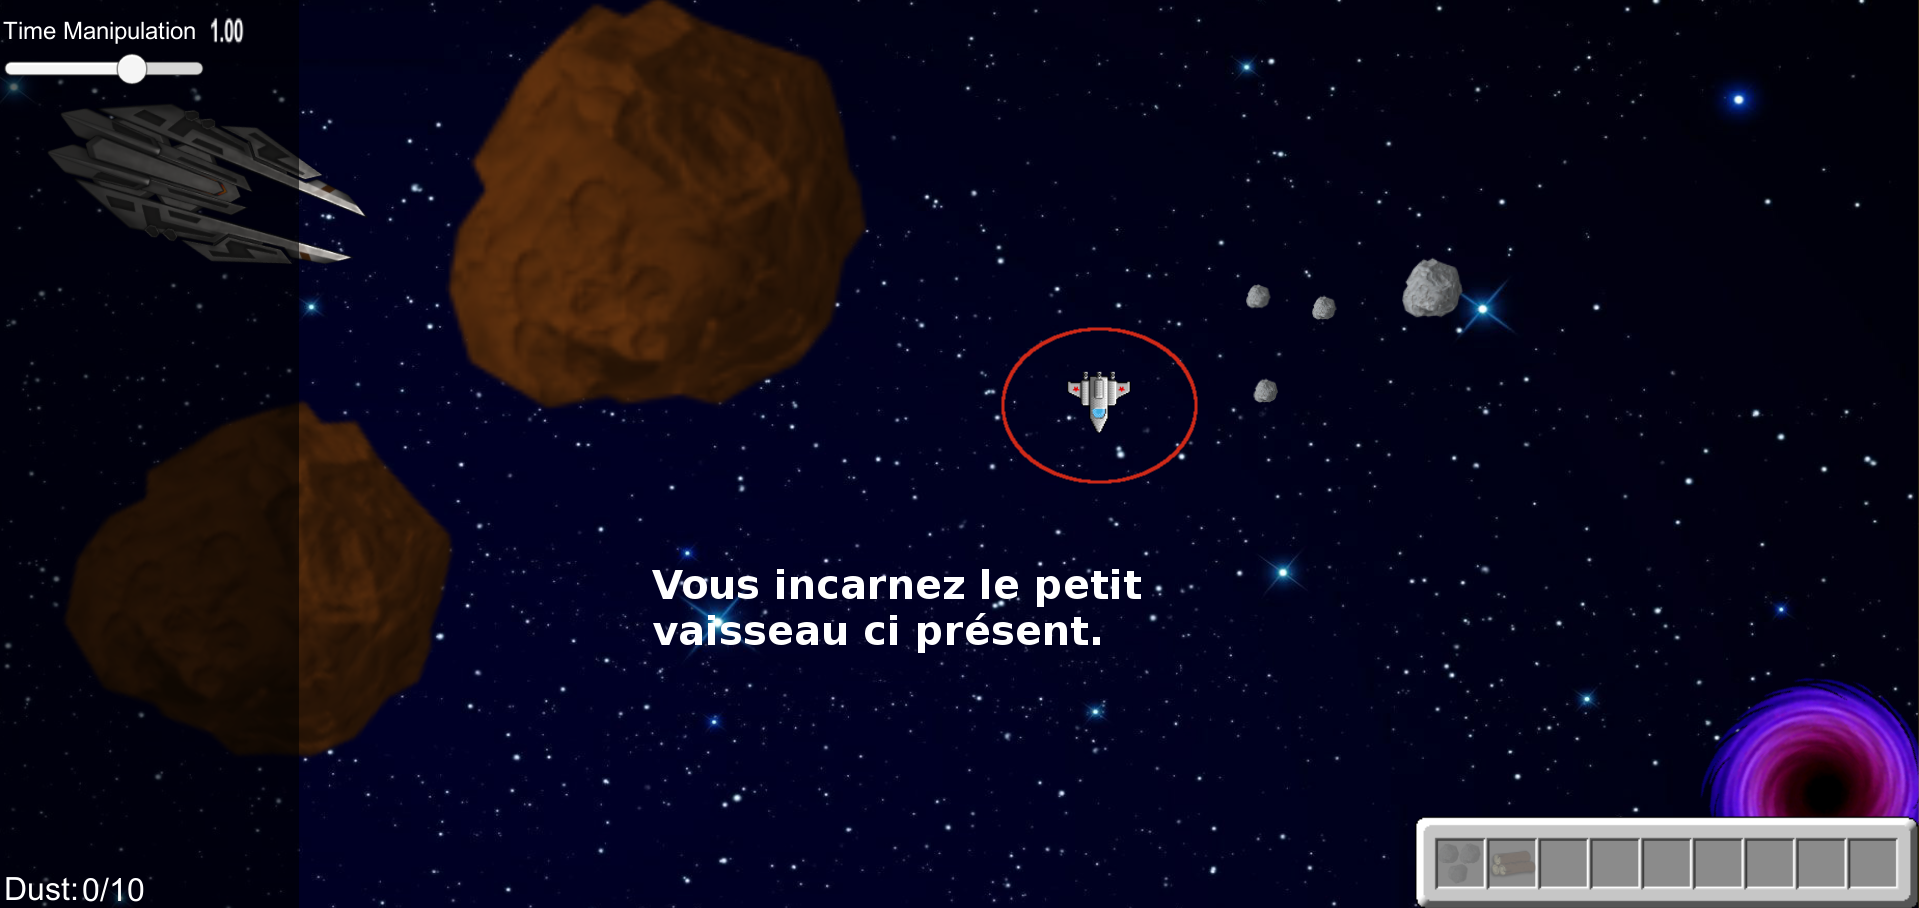 Time Manipulation 1.00
Vous incarnez le petit
vaisseau ci présent.
Dust:0/10